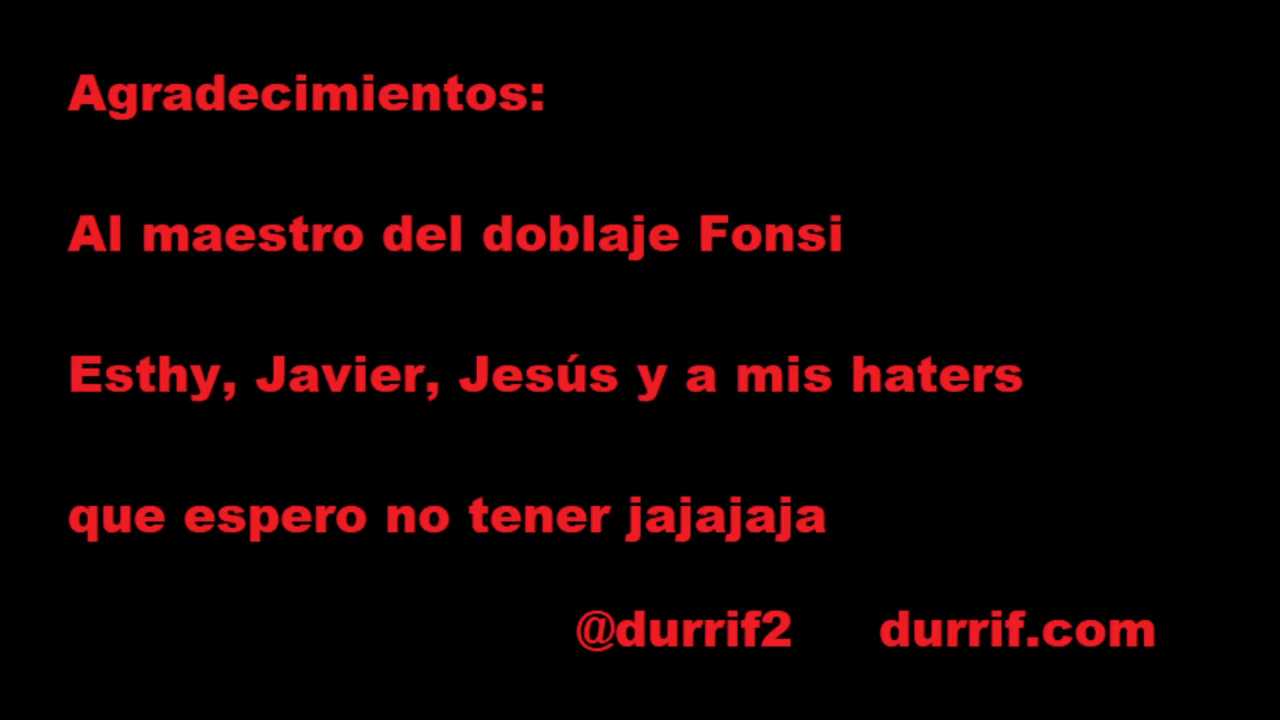 Agradecimientos:
Al maestro del doblaje Fonsi
Esthy, Javier, Jesús y a mis haters
que espero no tener jajajaja
@durrif2 durrif.com